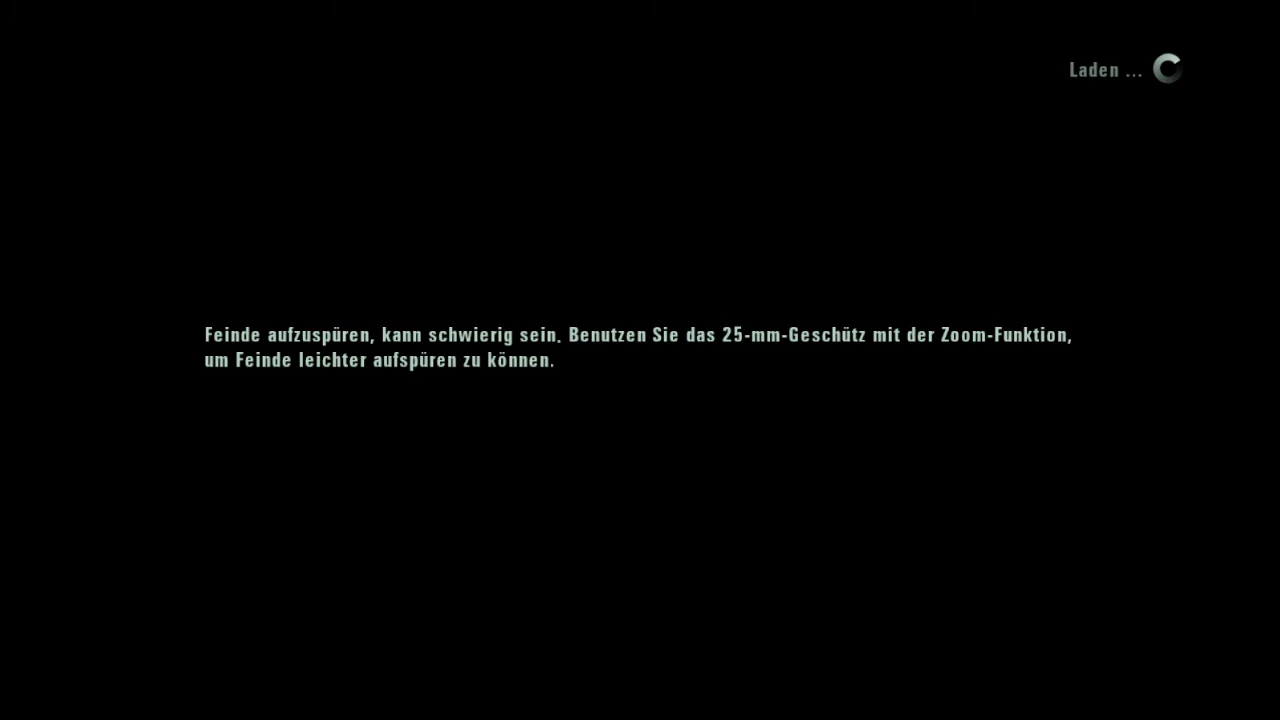 Laden ...
Feinde aufzuspüren, kann schwierig sein. Benutzen Sie das 25-mm-Geschütz mit der Zoom-Funktion,
um Feinde leichter aufspüren zu können.